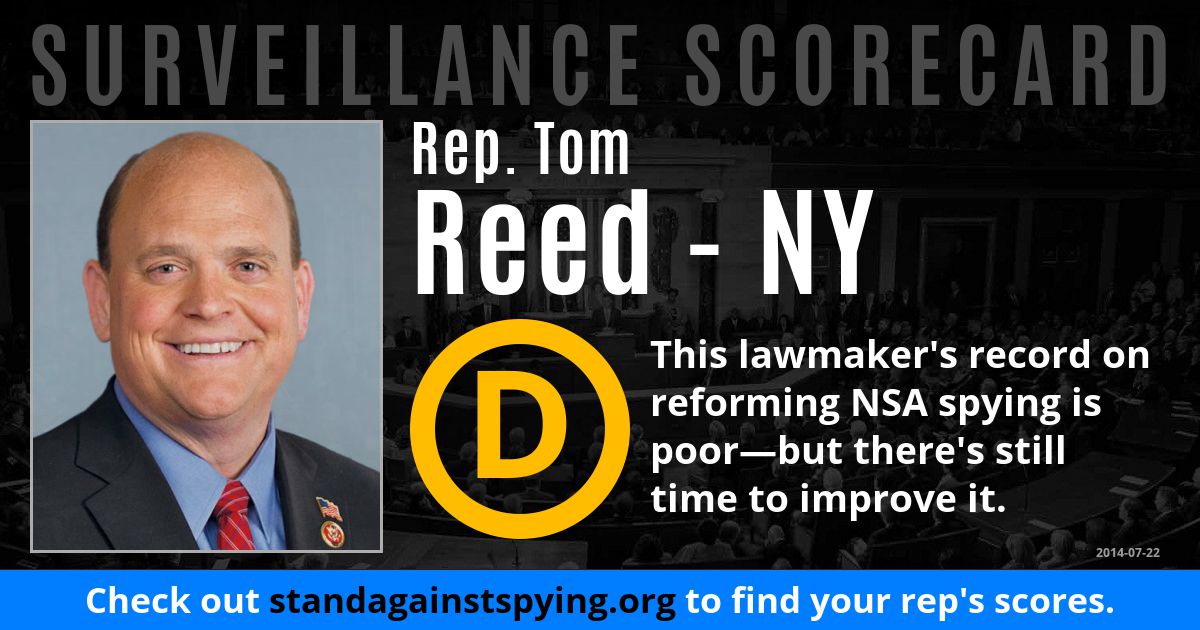 SURVEILLANCE SCORECARD
Rep. Tom
Reed - NY
D
This lawmaker's record on
reforming NSA spying is
poor—but there's still
time to improve it.
2014-07-22
Check out standagainstspying.org to find your rep's scores.